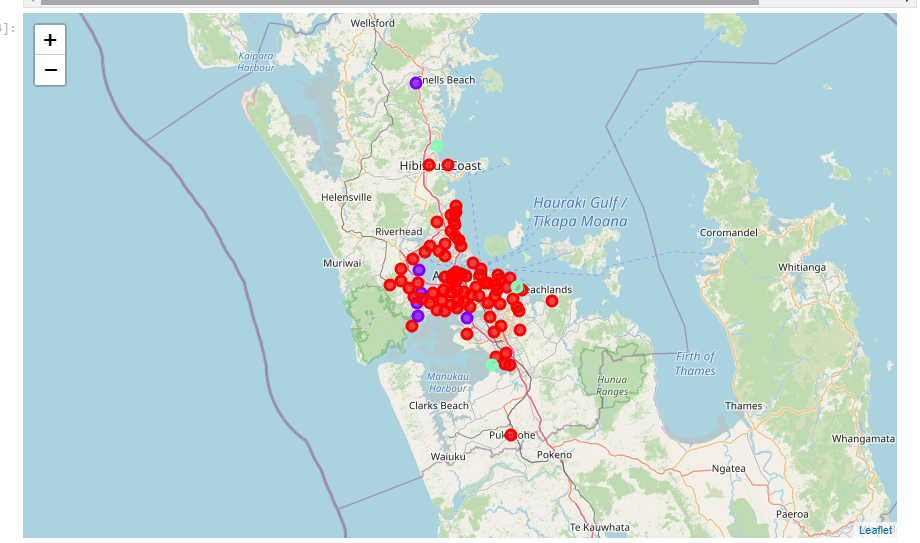 ]:
+
−
Wellsford
Kaipara
Harbour
Snells Beach
Hibiscus Coast
Helensville
Hauraki Gulf /
Tīkapa Moana
Riverhead
Coromandel
Muriwai
Whitianga
A
Beachlands
Firth of
Thames
Manukau
Harbour
Hunua
Ranges
Clarks Beach
Thames
Pukekohe
Whangamata
Waiuku
Pokeno
Ngatea
Paeroa
Te Kauwhata
Leaflet